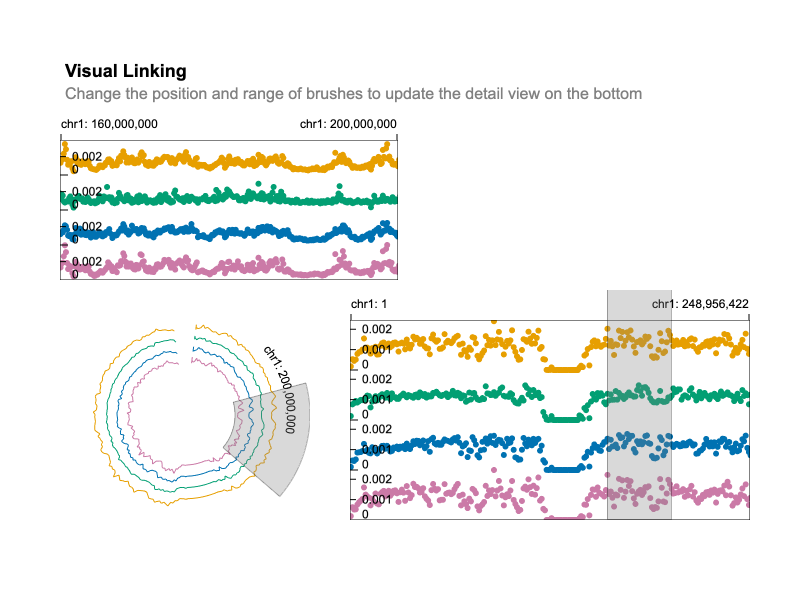 Visual Linking
Change the position and range of brushes to update the detail view on the bottom
chr1: 160,000,000
chr1: 200,000,000
0.002
0
0.002
0
0.002
0
0.002
0
chr1: 1
chr1: 248,956,422
0.002
0.001
0
0.002
0.001
0.002
0.001
0
0.002
0.001
0
chr1: 200,000,000